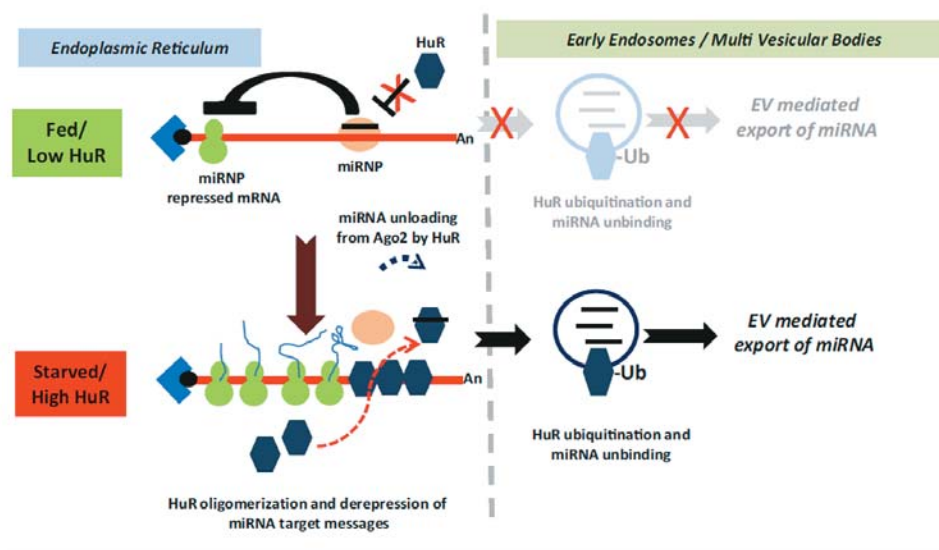 Endoplasmic Reticulum
HuR
Early Endosomes / Multi Vesicular Bodies
Fed/
Low HuR
An
miRNP
repressed mRNA
miRNP
-Ub
EV mediated
export of miRNA
HuR ubiquitination and
miRNA unbinding
miRNA unloading
from Ago2 by HuR
Starved/
High HuR
An
-Ub
EV mediated
export of miRNA
HuR ubiquitination and
miRNA unbinding
HuR oligomerization and derepression of
miRNA target messages